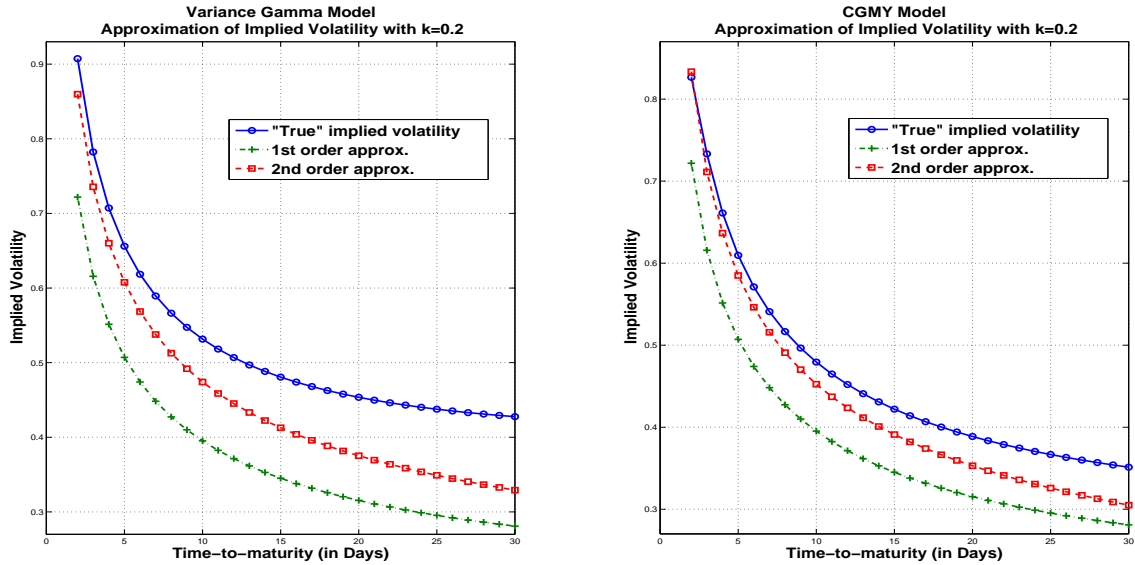 Variance Gamma Model
Approximation of Implied Volatility with k=0.2
Implied Volatility
0.9
0.8
0.7
0.6
0.5
0.4
0.3
"True" implied volatility
1st order approx.
2nd order approx.
0 5 10 15 20 25 30
Time−to−maturity (in Days)
CGMY Model
Approximation of Implied Volatility with k=0.2
Implied Volatility
0.8
0.7
0.6
0.5
0.4
0.3
"True" implied volatility
1st order approx.
2nd order approx.
0 5 10 15 20 25 30
Time−to−maturity (in Days)